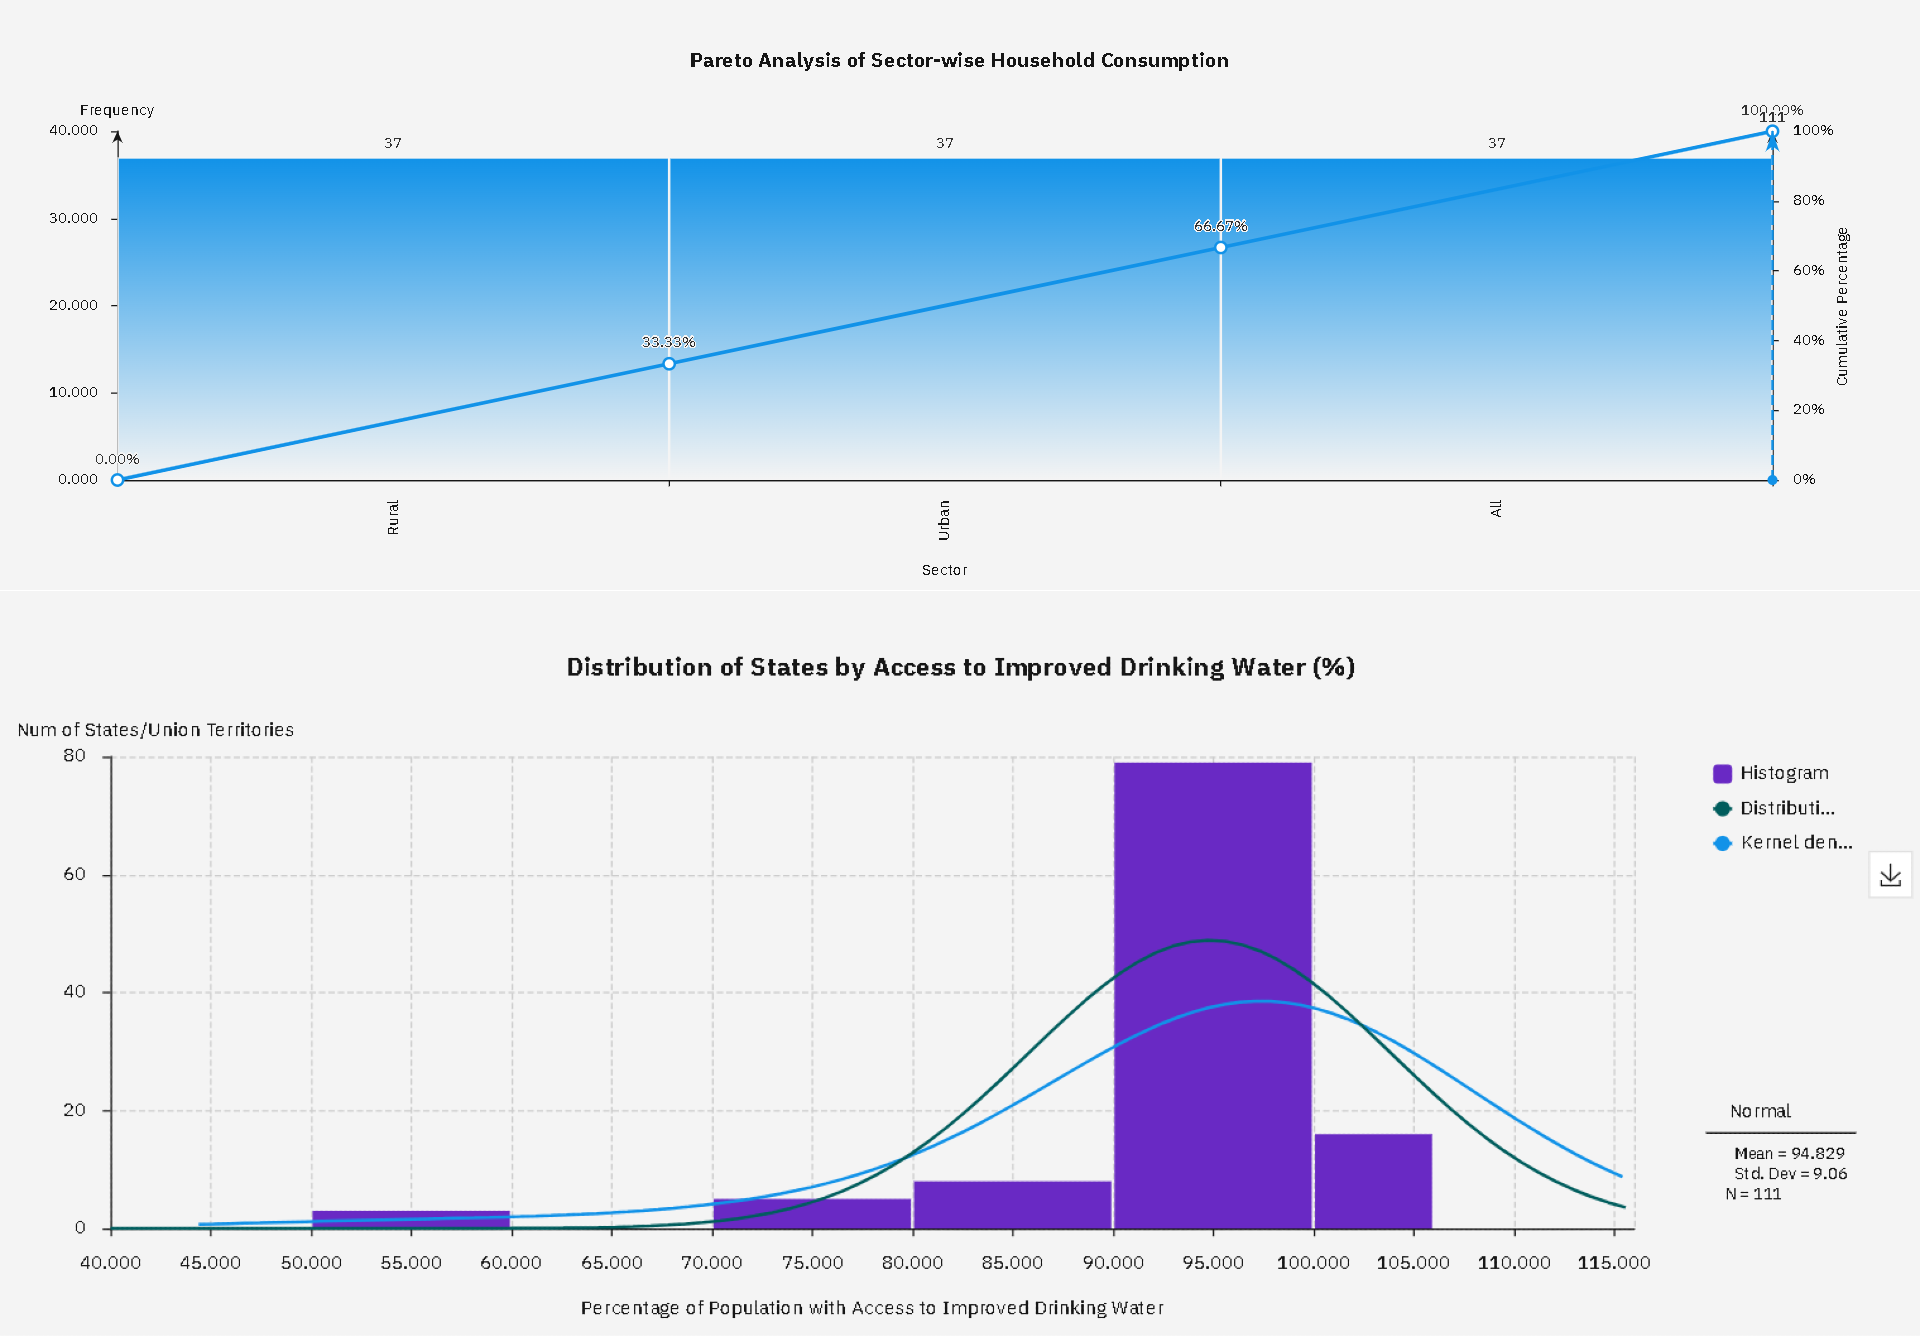 Pareto Analysis of Sector-wise Household Consumption
Frequency
100.00%
111
40.000
37
37
37
100%
30.000
80%
66.67%
20.000
60%
33.33%
40%
10.000
20%
0.00%
0.000
0%
Cumulative Percentage
Rural
Urban
All
Sector
Distribution of States by Access to Improved Drinking Water (%)
Num of States/Union Territories
80
60
40
20
0
40.000 45.000 50.000 55.000 60.000 65.000 70.000 75.000 80.000 85.000 90.000 95.000 100.000 105.000 110.000 115.000
Percentage of Population with Access to Improved Drinking Water
Histogram
Distributi...
Kernel den...
Normal
Mean = 94.829
Std. Dev = 9.06
N = 111